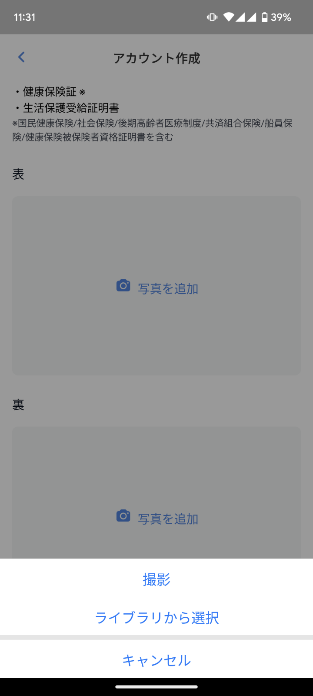 11:31
39%
アカウント作成
・健康保険証 ※
・生活保護受給証明書
※国民健康保険/社会保険/後期高齢者医療制度/共済組合保険/船員保
険/健康保険被保険者資格証明書を含む
表
写真を追加
裏
写真を追加
撮影
ライブラリから選択
キャンセル